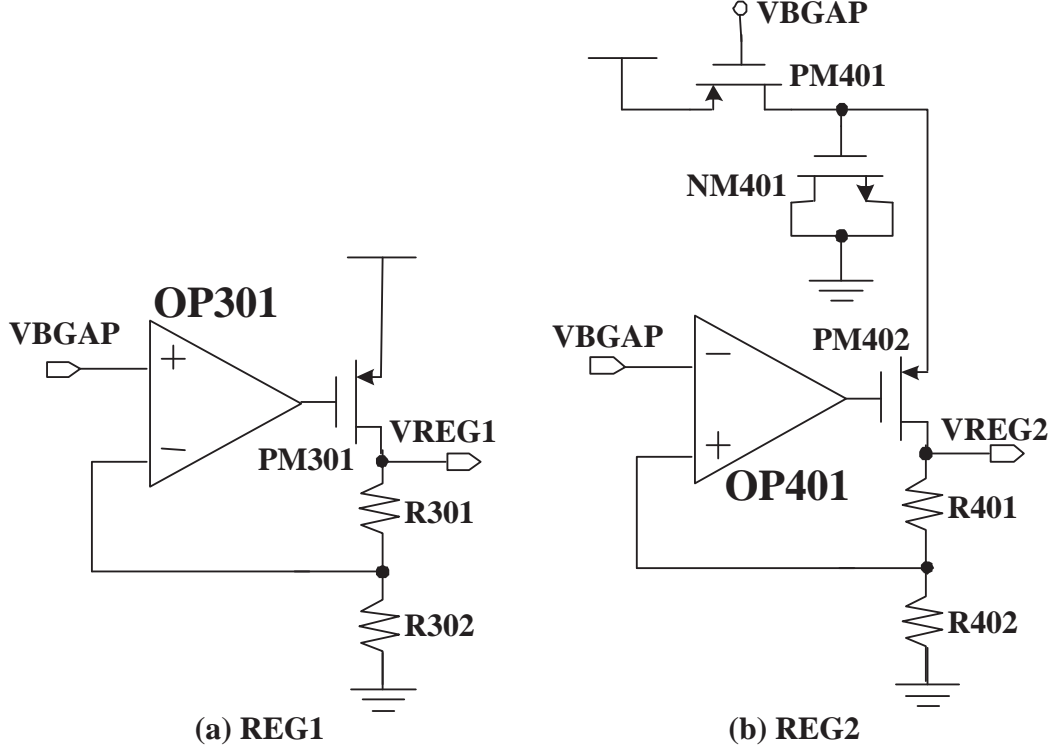 VBGAP
PM401
NM401
OP301
VBGAP
+
−
PM301
VREG1
R301
R302
(a) REG1
VBGAP
PM402
−
+
OP401
VREG2
R401
R402
(b) REG2